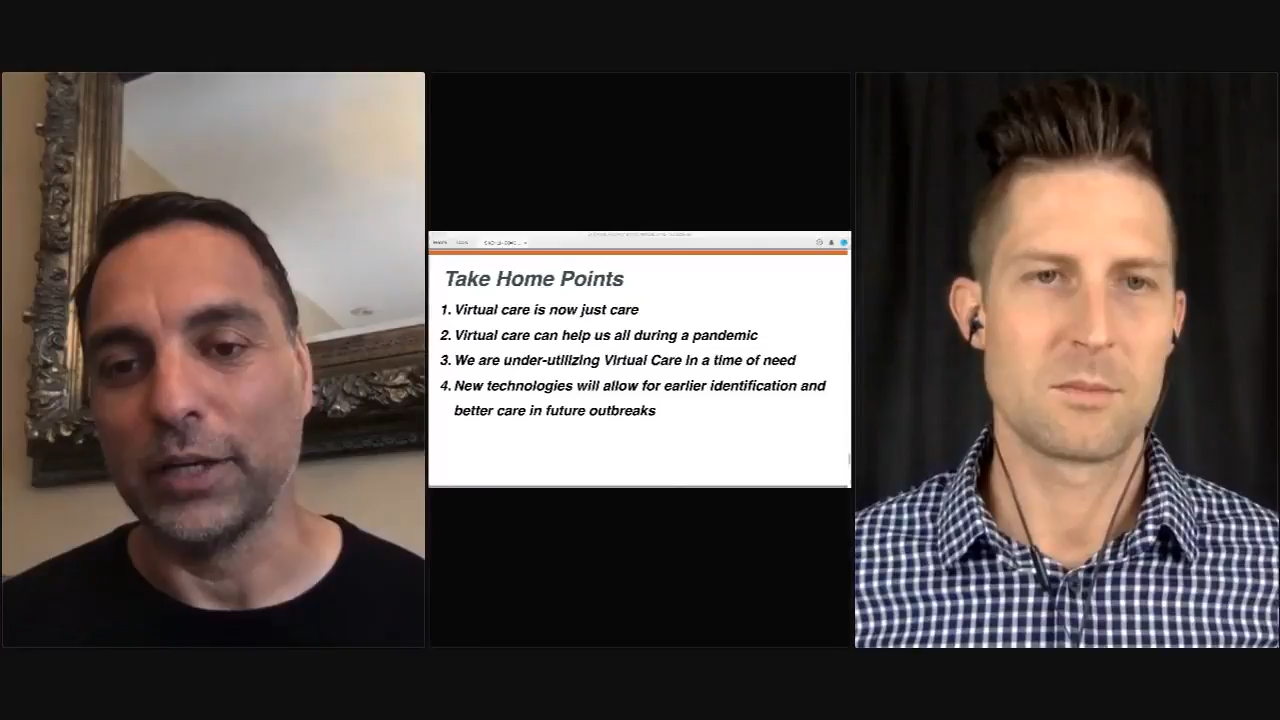 Take Home Points
1. Virtual care is now just care
2. Virtual care can help us all during a pandemic
3. We are under-utilizing Virtual Care in a time of need
4. New technologies will allow for earlier identification and
better care in future outbreaks